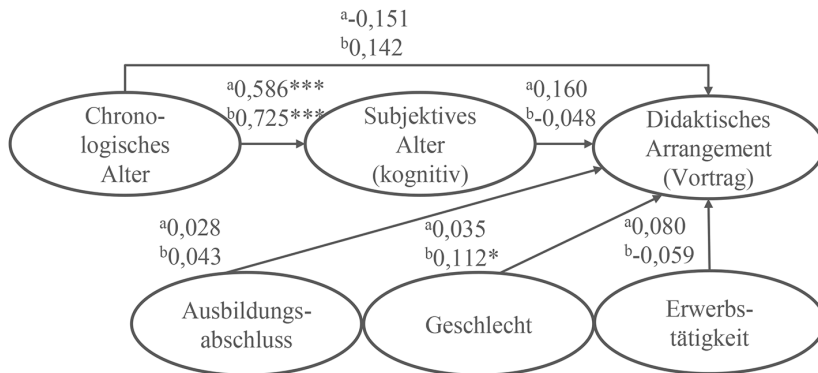 ᵃ-0,151
ᵇ0,142
ᵃ0,586***
ᵇ0,725***
ᵃ0,160
ᵇ-0,048
Chrono-
logisches
Alter
Subjektives
Alter
(kognitiv)
Didaktisches
Arrangement
(Vortrag)
ᵃ0,028
ᵇ0,043
ᵃ0,035
ᵇ0,112*
ᵃ0,080
ᵇ-0,059
Ausbildungs-
abschluss
Geschlecht
Erwerbs-
tätigkeit